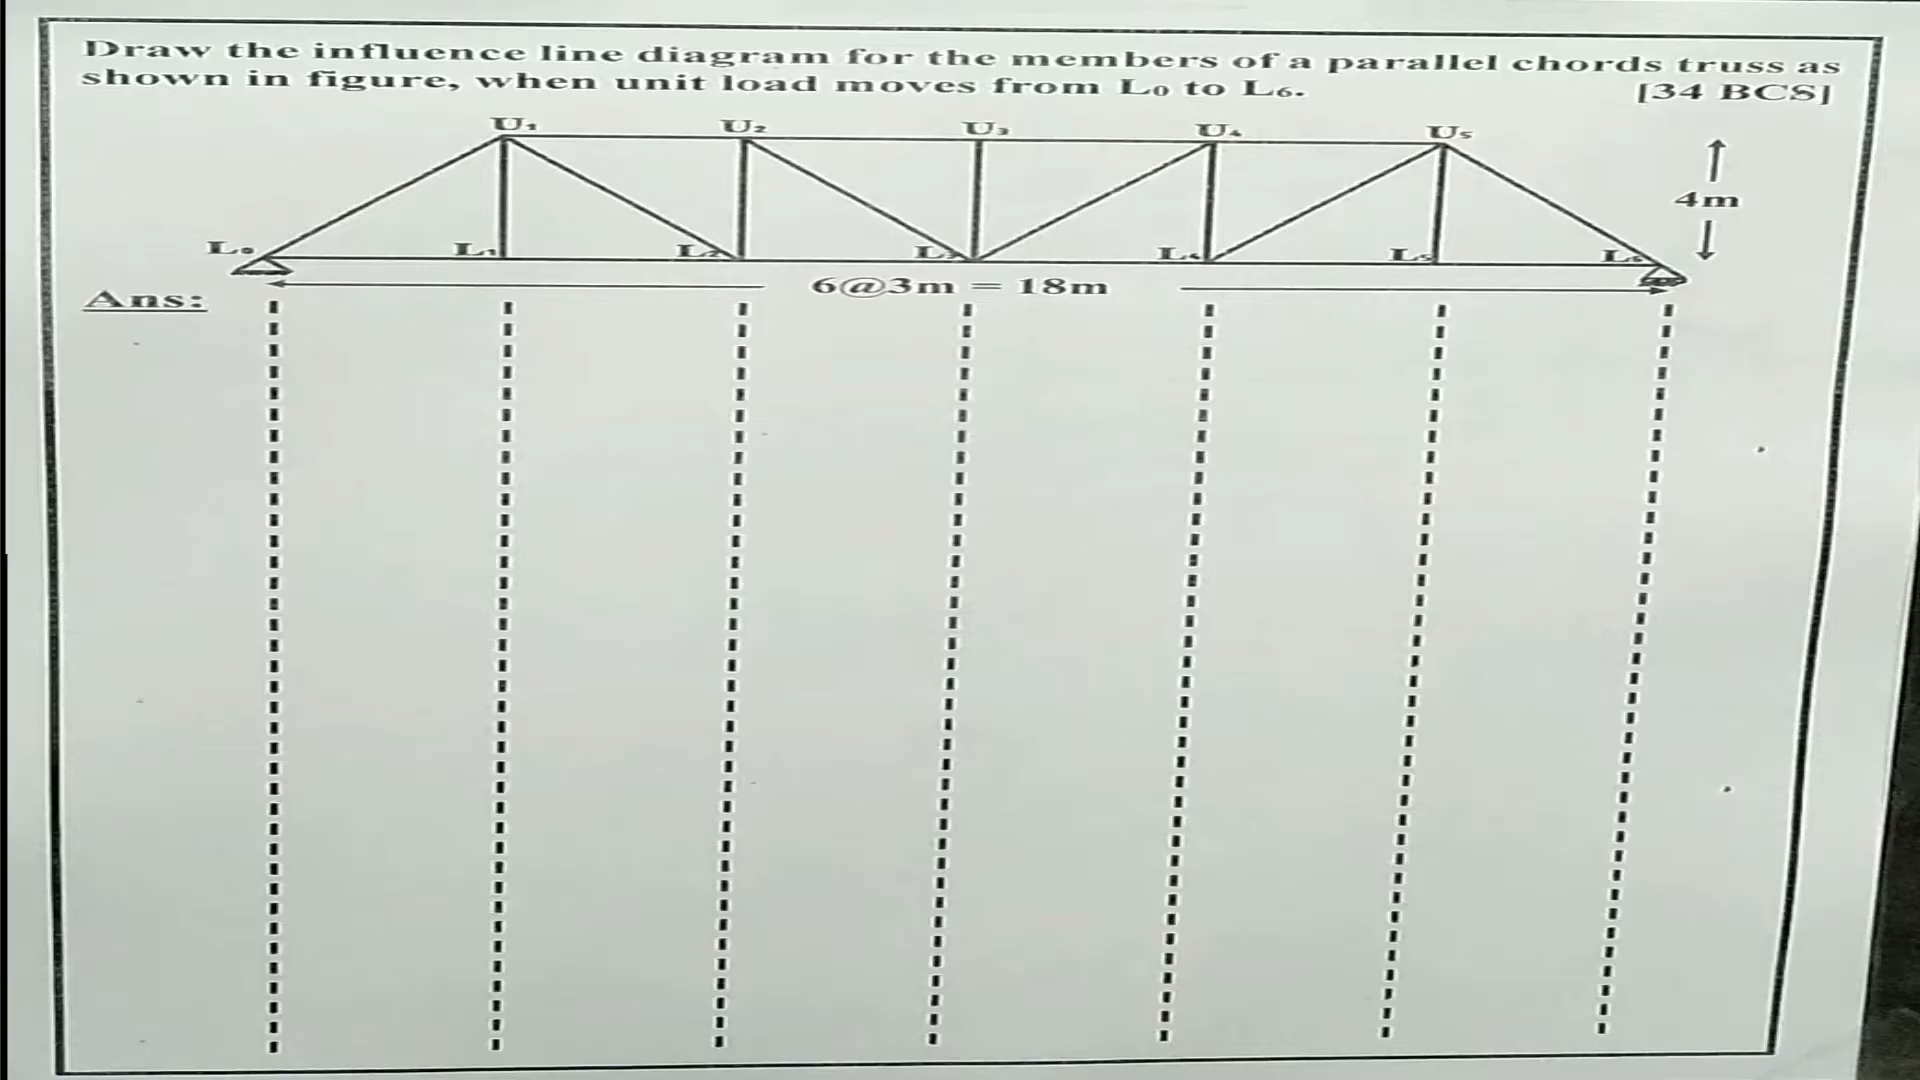 Draw the influence line diagram for the members of a parallel chords truss as
shown in figure, when unit load moves from L0 to L6. [34 BCS]
U1 U2 U3 U4 U5
4m
L0 L1 L2 L3 L4 L5 L6
6@3m = 18m
Ans: